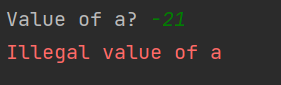 Value of a? -21
Illegal value of a